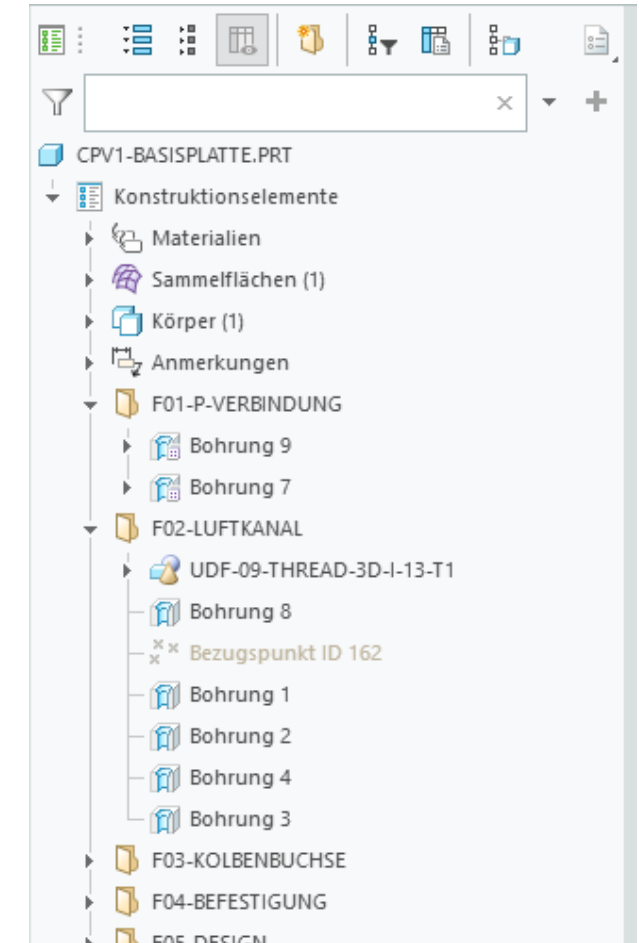 CPV1-BASISPLATTE.PRT
Konstruktionselemente
Materialien
Sammelflächen (1)
Körper (1)
Anmerkungen
F01-P-VERBINDUNG
Bohrung 9
Bohrung 7
F02-LUFTKANAL
UDF-09-THREAD-3D-I-13-T1
Bohrung 8
Bezugspunkt ID 162
Bohrung 1
Bohrung 2
Bohrung 4
Bohrung 3
F03-KOLBENBUCHSE
F04-BEFESTIGUNG
F05-DESIGN